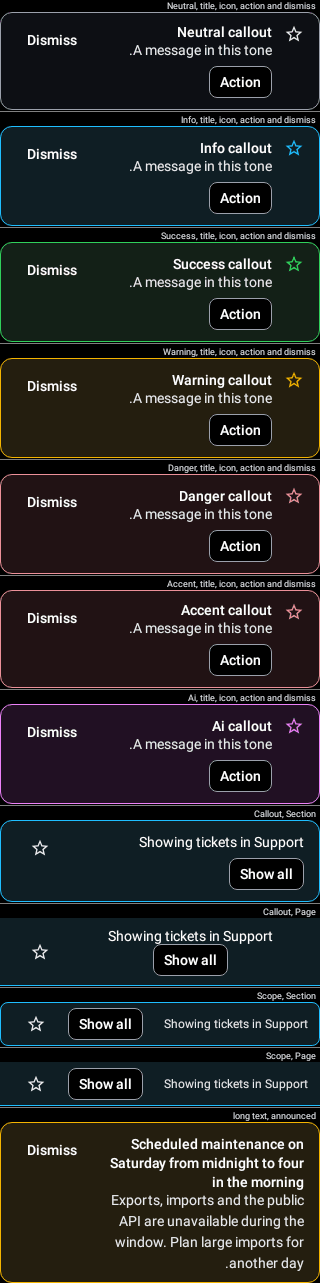 Neutral, title, icon, action and dismiss
Neutral callout
Dismiss
.A message in this tone
Action
Info, title, icon, action and dismiss
Info callout
Dismiss
.A message in this tone
Action
Success, title, icon, action and dismiss
Success callout
Dismiss
.A message in this tone
Action
Warning, title, icon, action and dismiss
Warning callout
Dismiss
.A message in this tone
Action
Danger, title, icon, action and dismiss
Danger callout
Dismiss
.A message in this tone
Action
Accent, title, icon, action and dismiss
Accent callout
Dismiss
.A message in this tone
Action
Ai, title, icon, action and dismiss
Ai callout
Dismiss
.A message in this tone
Action
Callout, Section
Showing tickets in Support
Show all
Callout, Page
Showing tickets in Support
Show all
Scope, Section
Showing tickets in Support
Show all
Scope, Page
Showing tickets in Support
Show all
long text, announced
Scheduled maintenance on
Saturday from midnight to four
in the morning
Dismiss
Exports, imports and the public
API are unavailable during the
window. Plan large imports for
.another day